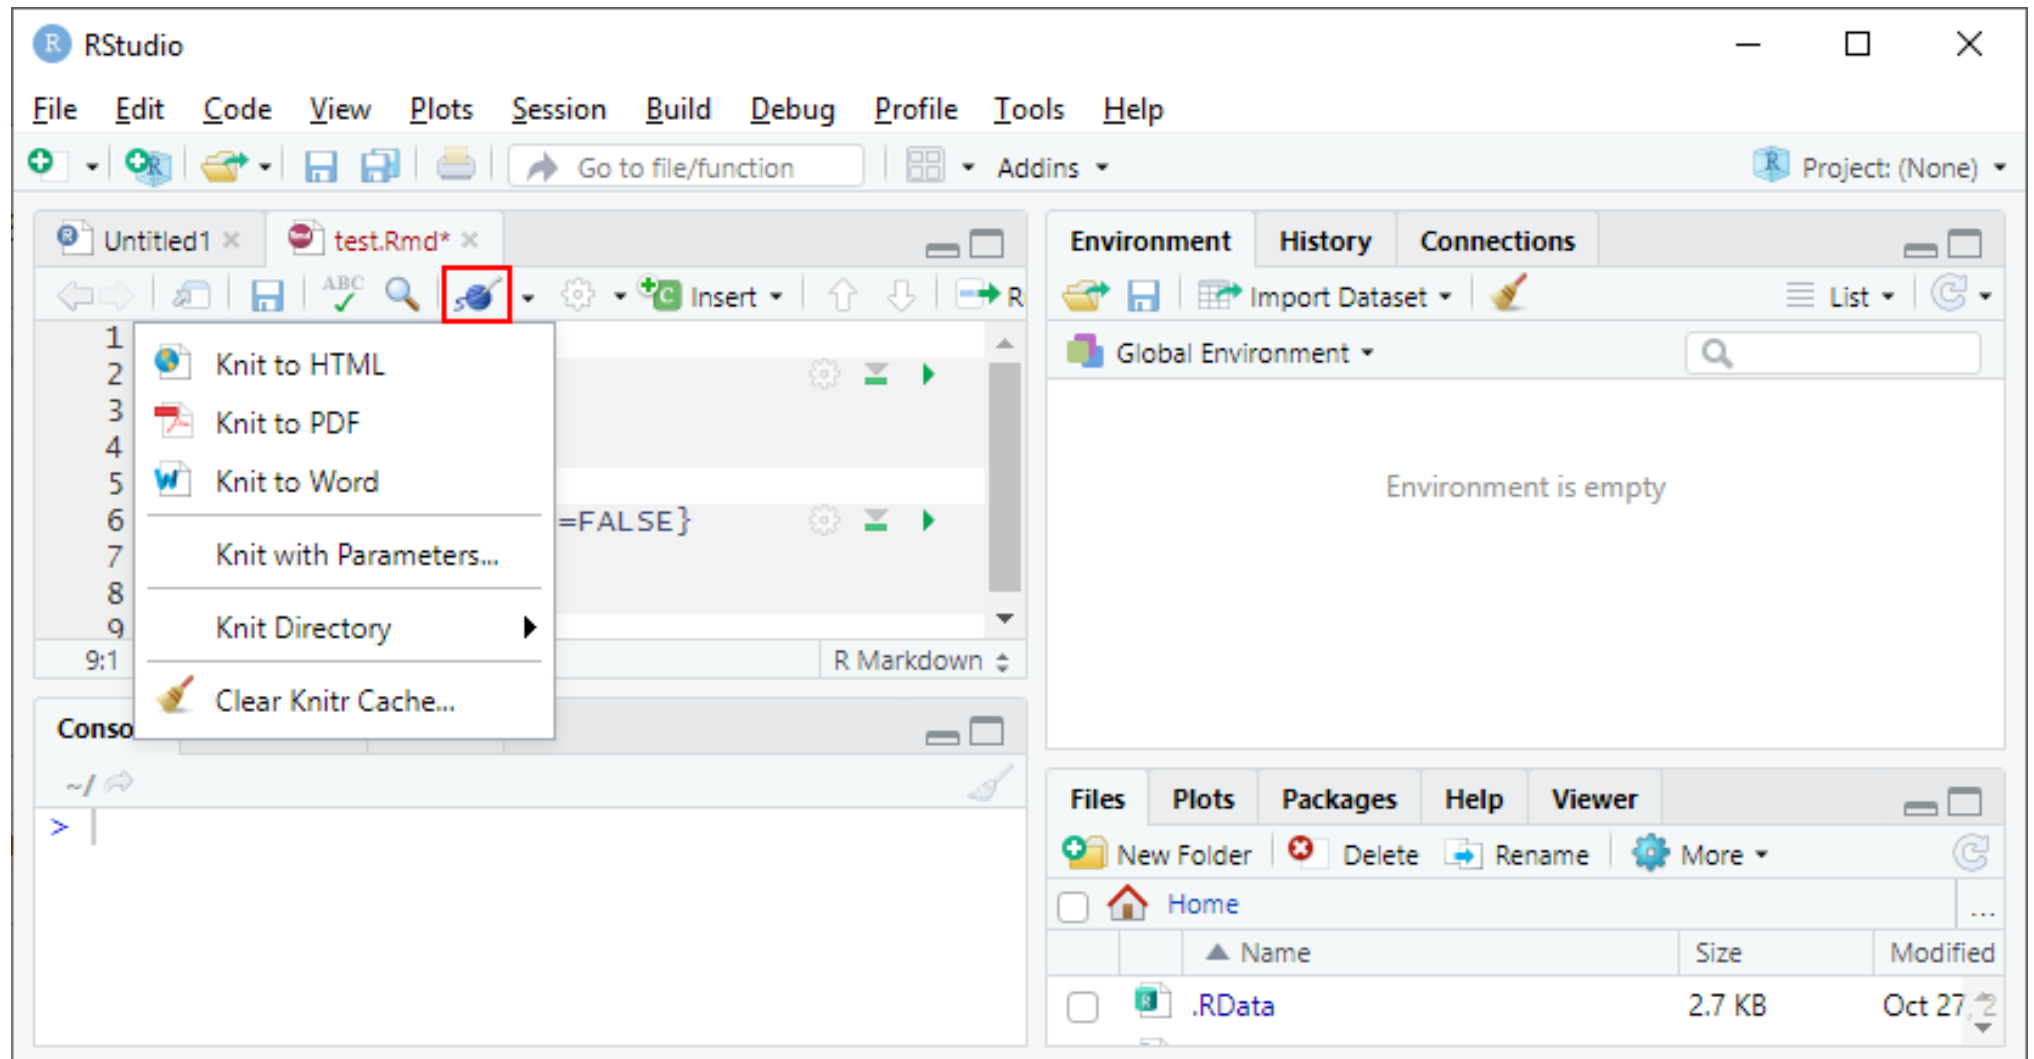 RStudio
File Edit Code View Plots Session Build Debug Profile Tools Help
Go to file/function Addins Project: (None)
Untitled1 test.Rmd*
ABC Insert R
1
2
3
4
5
6 =FALSE}
7
8
9
9:1 R Markdown
Knit to HTML
Knit to PDF
Knit to Word
Knit with Parameters...
Knit Directory
Clear Knitr Cache...
Conso
~/
>
Environment History Connections
Import Dataset List
Global Environment
Environment is empty
Files Plots Packages Help Viewer
New Folder Delete Rename More
Home ...
Name Size Modified
.RData 2.7 KB Oct 27, 2